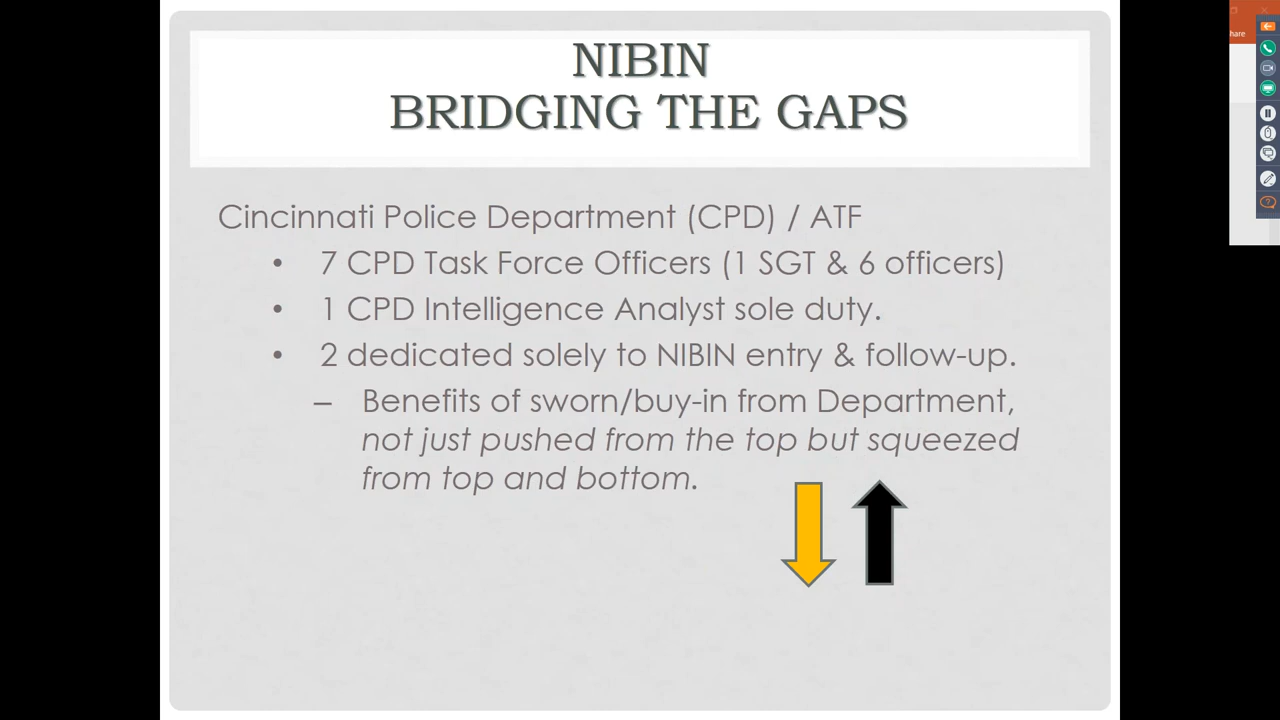 NIBIN
BRIDGING THE GAPS
hare
Cincinnati Police Department (CPD) / ATF
• 7 CPD Task Force Officers (1 SGT & 6 officers)
• 1 CPD Intelligence Analyst sole duty.
• 2 dedicated solely to NIBIN entry & follow-up.
– Benefits of sworn/buy-in from Department,
not just pushed from the top but squeezed
from top and bottom.